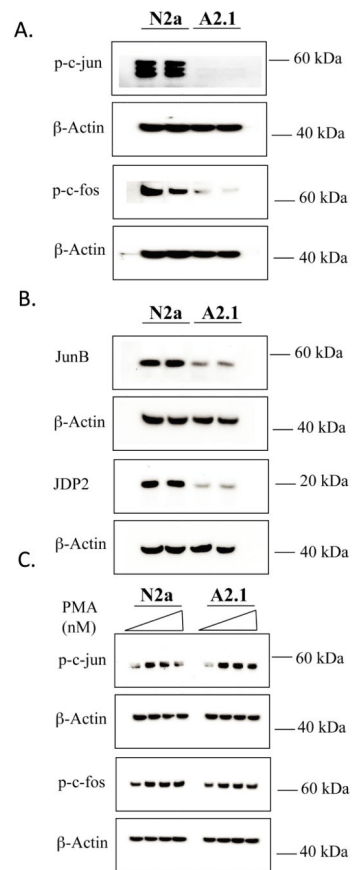 A.
N2a A2.1
p-c-jun
60 kDa
β-Actin
40 kDa
p-c-fos
60 kDa
β-Actin
40 kDa
B.
N2a A2.1
JunB
60 kDa
β-Actin
40 kDa
JDP2
20 kDa
β-Actin
40 kDa
C.
N2a A2.1
PMA
(nM)
p-c-jun
60 kDa
β-Actin
40 kDa
p-c-fos
60 kDa
β-Actin
40 kDa